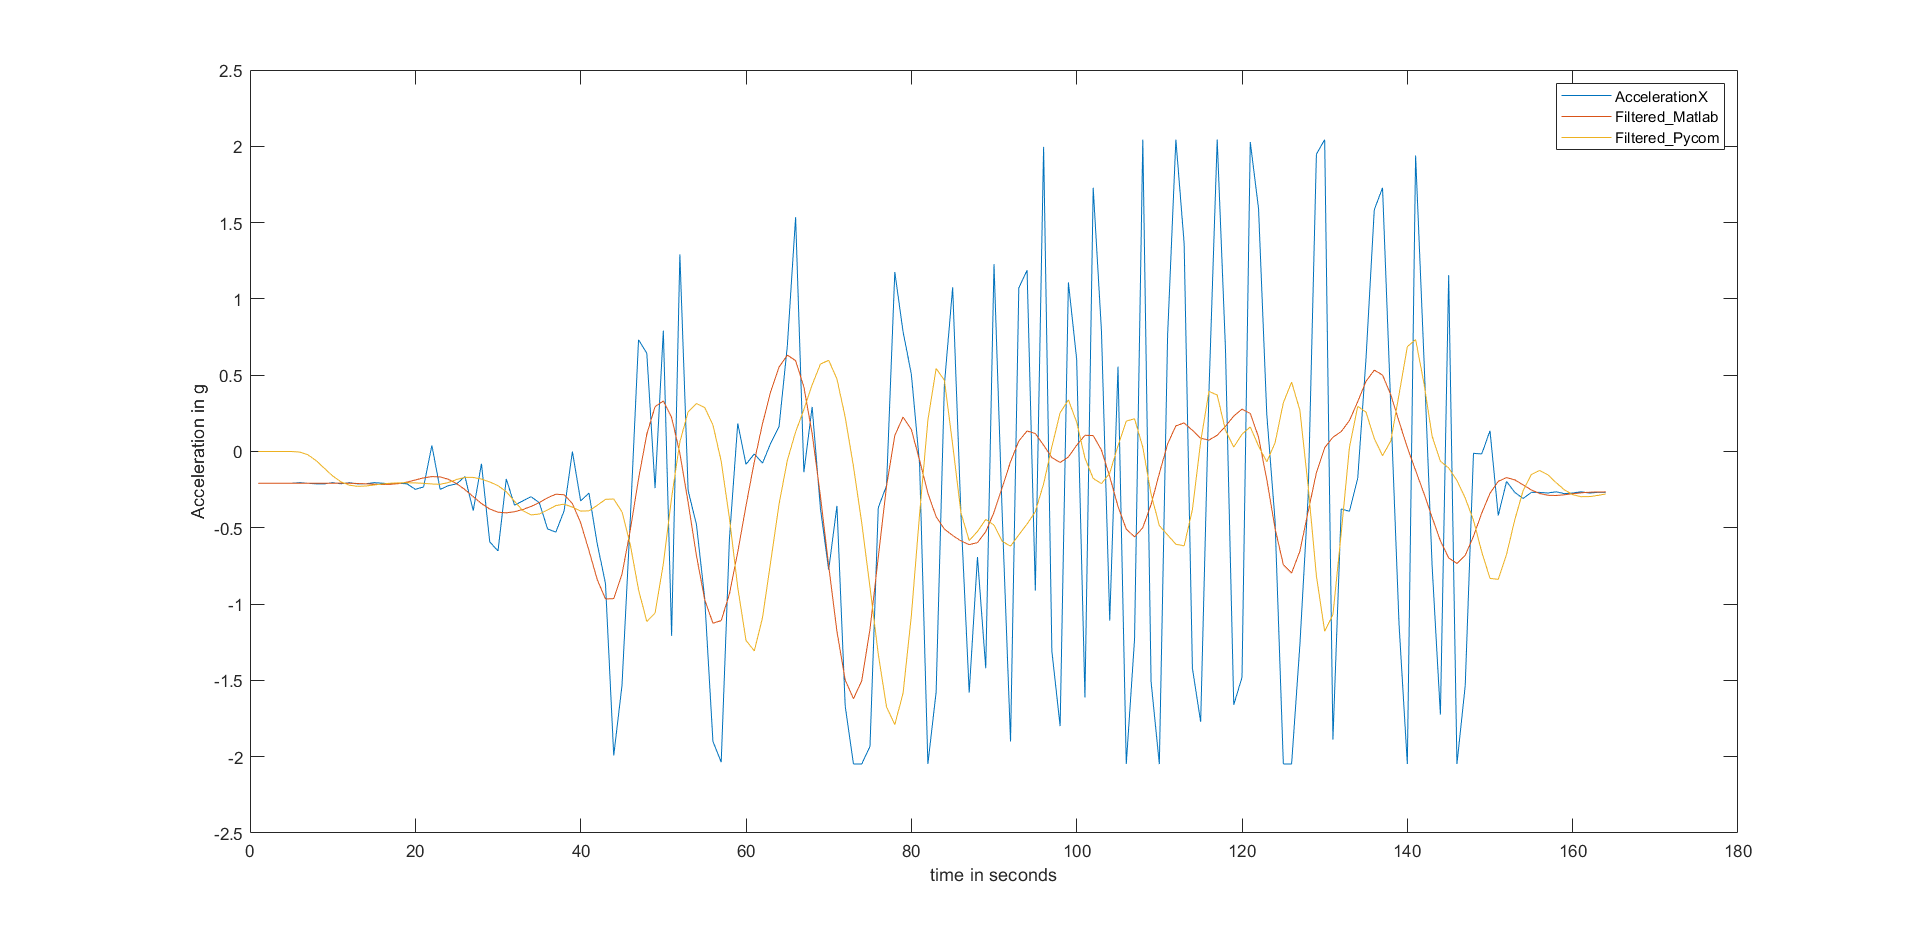 2.5
2
1.5
1
0.5
0
-0.5
-1
-1.5
-2
-2.5
Acceleration in g
AccelerationX
Filtered_Matlab
Filtered_Pycom
0 20 40 60 80 100 120 140 160 180
time in seconds